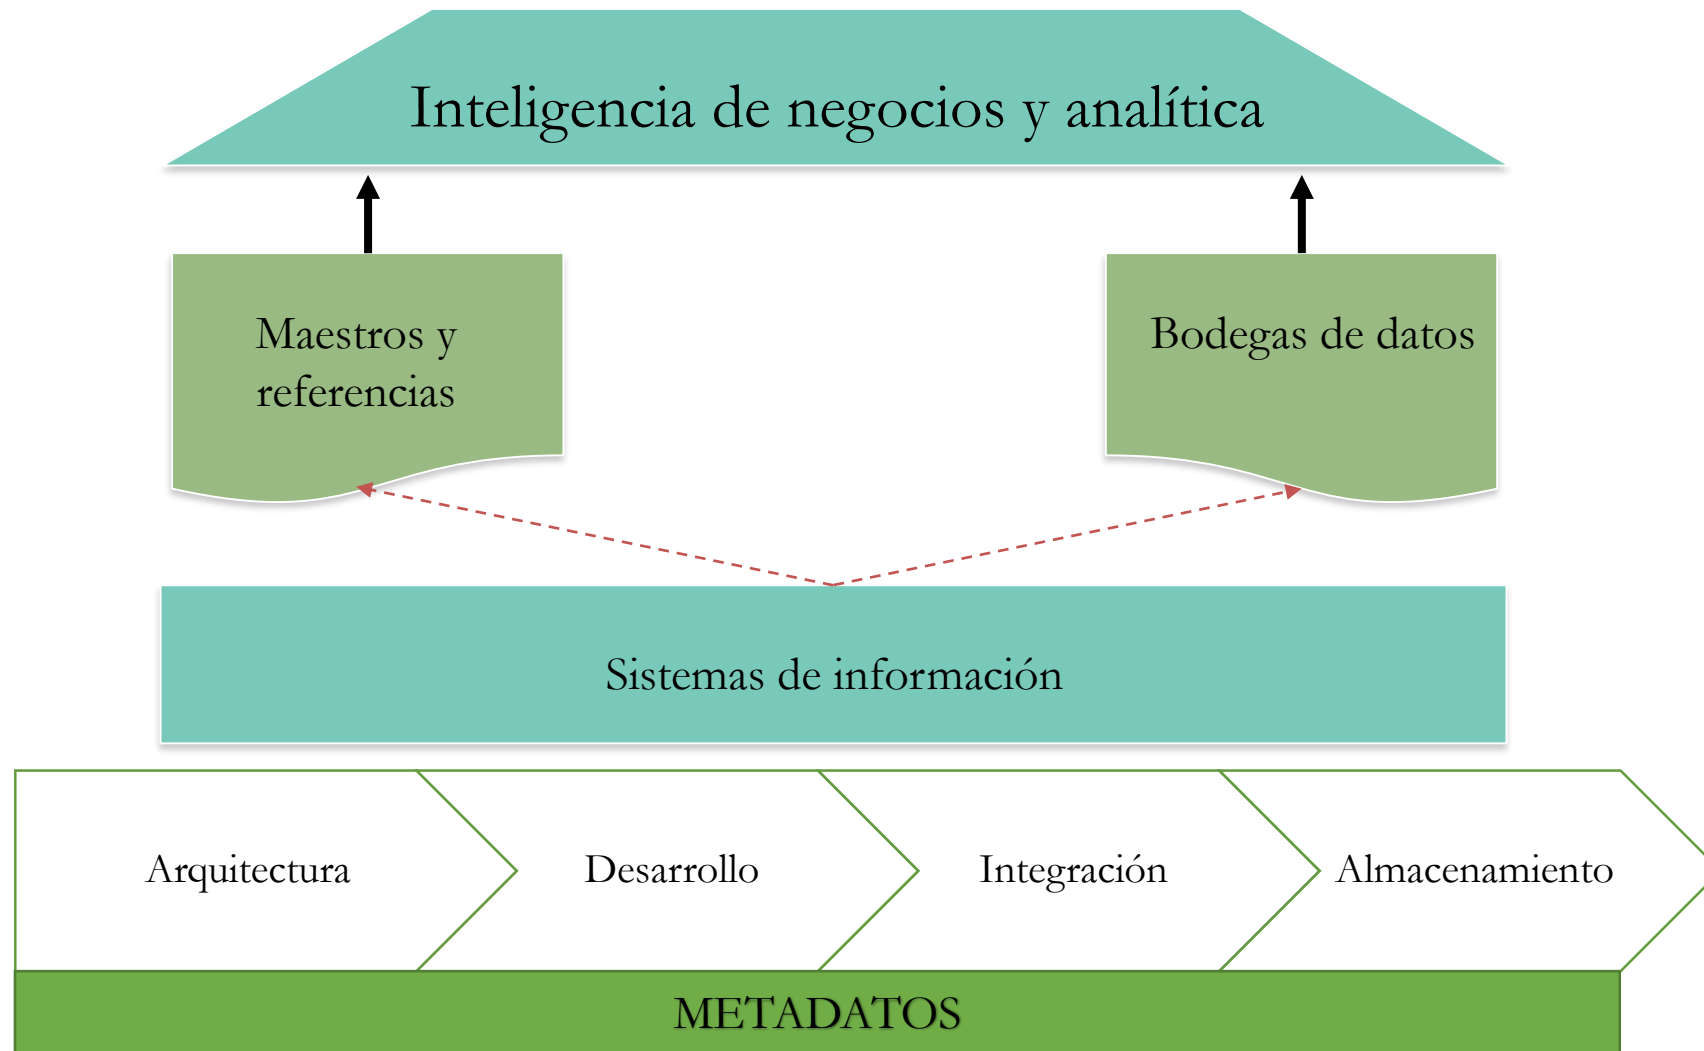 Inteligencia de negocios y analítica
Maestros y
referencias
Bodegas de datos
Sistemas de información
Arquitectura
Desarrollo
Integración
Almacenamiento
METADATOS